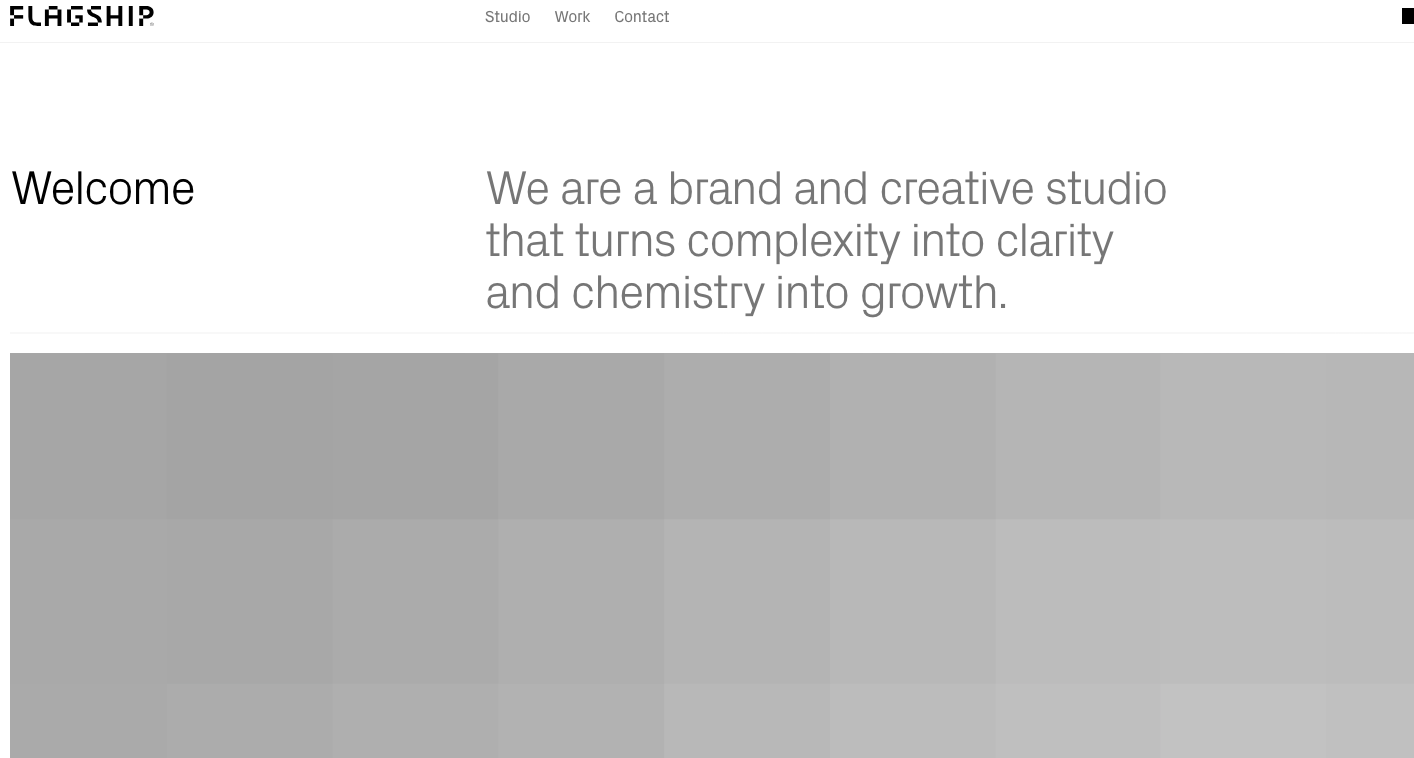 FLAGSHIP
Studio Work Contact
Welcome
We are a brand and creative studio
that turns complexity into clarity
and chemistry into growth.